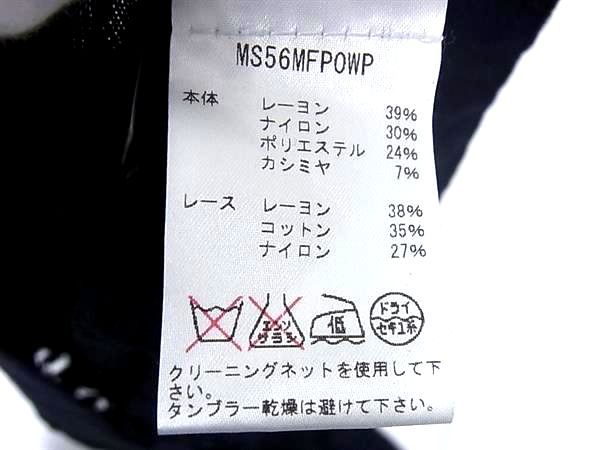 MS56MFPOWP
本体 レーヨン 39%
ナイロン 30%
ポリエステル 24%
カシミヤ 7%
レース レーヨン 38%
コットン 35%
ナイロン 27%
エンソ
サラシ
低
ドライ
セキユ系
クリーニングネットを使用して下
さい。
タンブラー乾燥は避けて下さい。